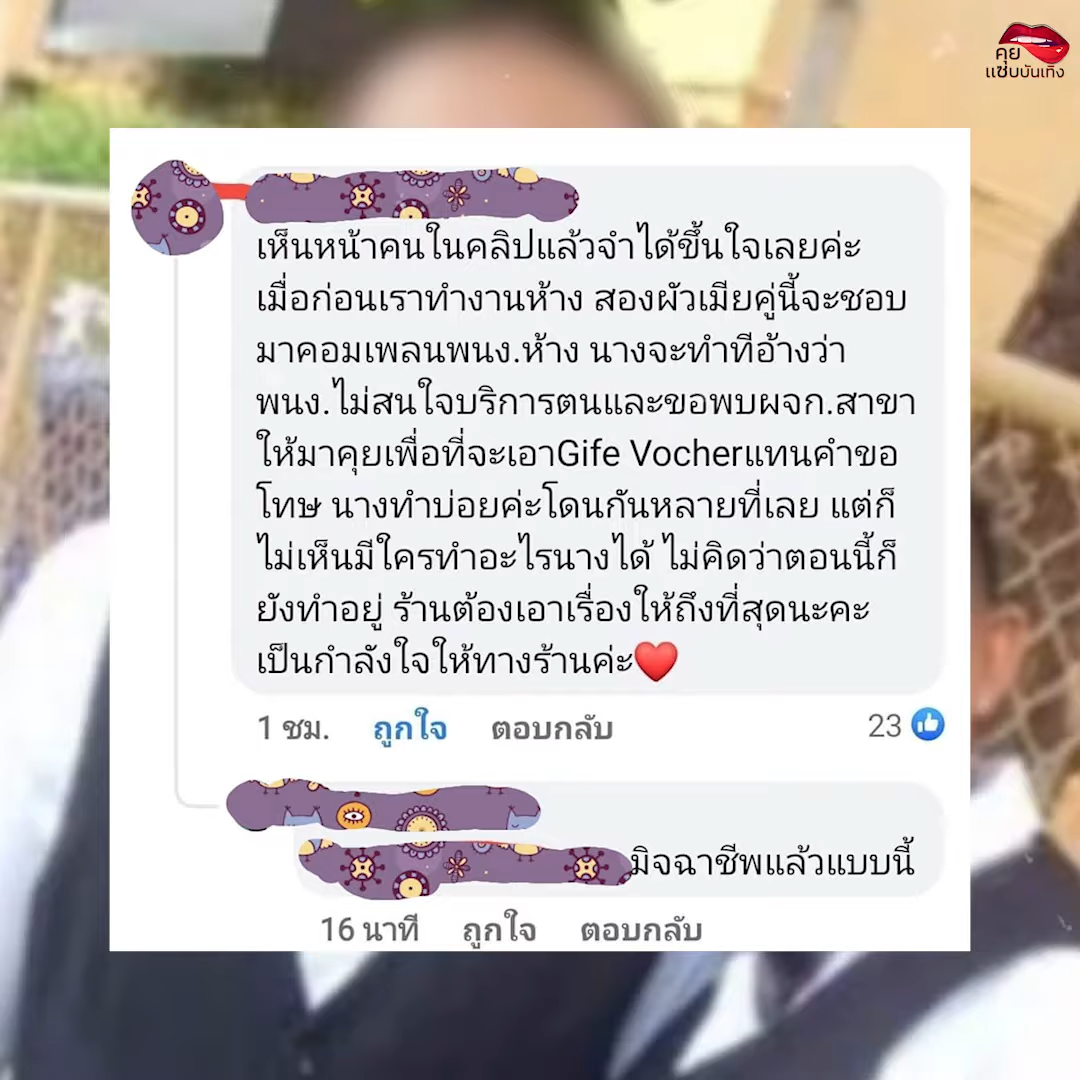 คุย
แซ่บบันเทิง
เห็นหน้าคนในคลิปแล้วจำได้ขึ้นใจเลยค่ะ
เมื่อก่อนเราทำงานห้าง สองผัวเมียคู่นี้จะชอบ
มาคอมเพลนพนง.ห้าง นางจะทำทีอ้างว่า
พนง.ไม่สนใจบริการตนและขอพบผจก.สาขา
ให้มาคุยเพื่อที่จะเอาGife Vocherแทนคำขอ
โทษ นางทำบ่อยค่ะโดนกันหลายที่เลย แต่ก็
ไม่เห็นมีใครทำอะไรนางได้ ไม่คิดว่าตอนนี้ก็
ยังทำอยู่ ร้านต้องเอาเรื่องให้ถึงที่สุดนะคะ
เป็นกำลังใจให้ทางร้านค่ะ❤️
1 ชม. ถูกใจ ตอบกลับ 23
มิจฉาชีพแล้วแบบนี้
16 นาที ถูกใจ ตอบกลับ